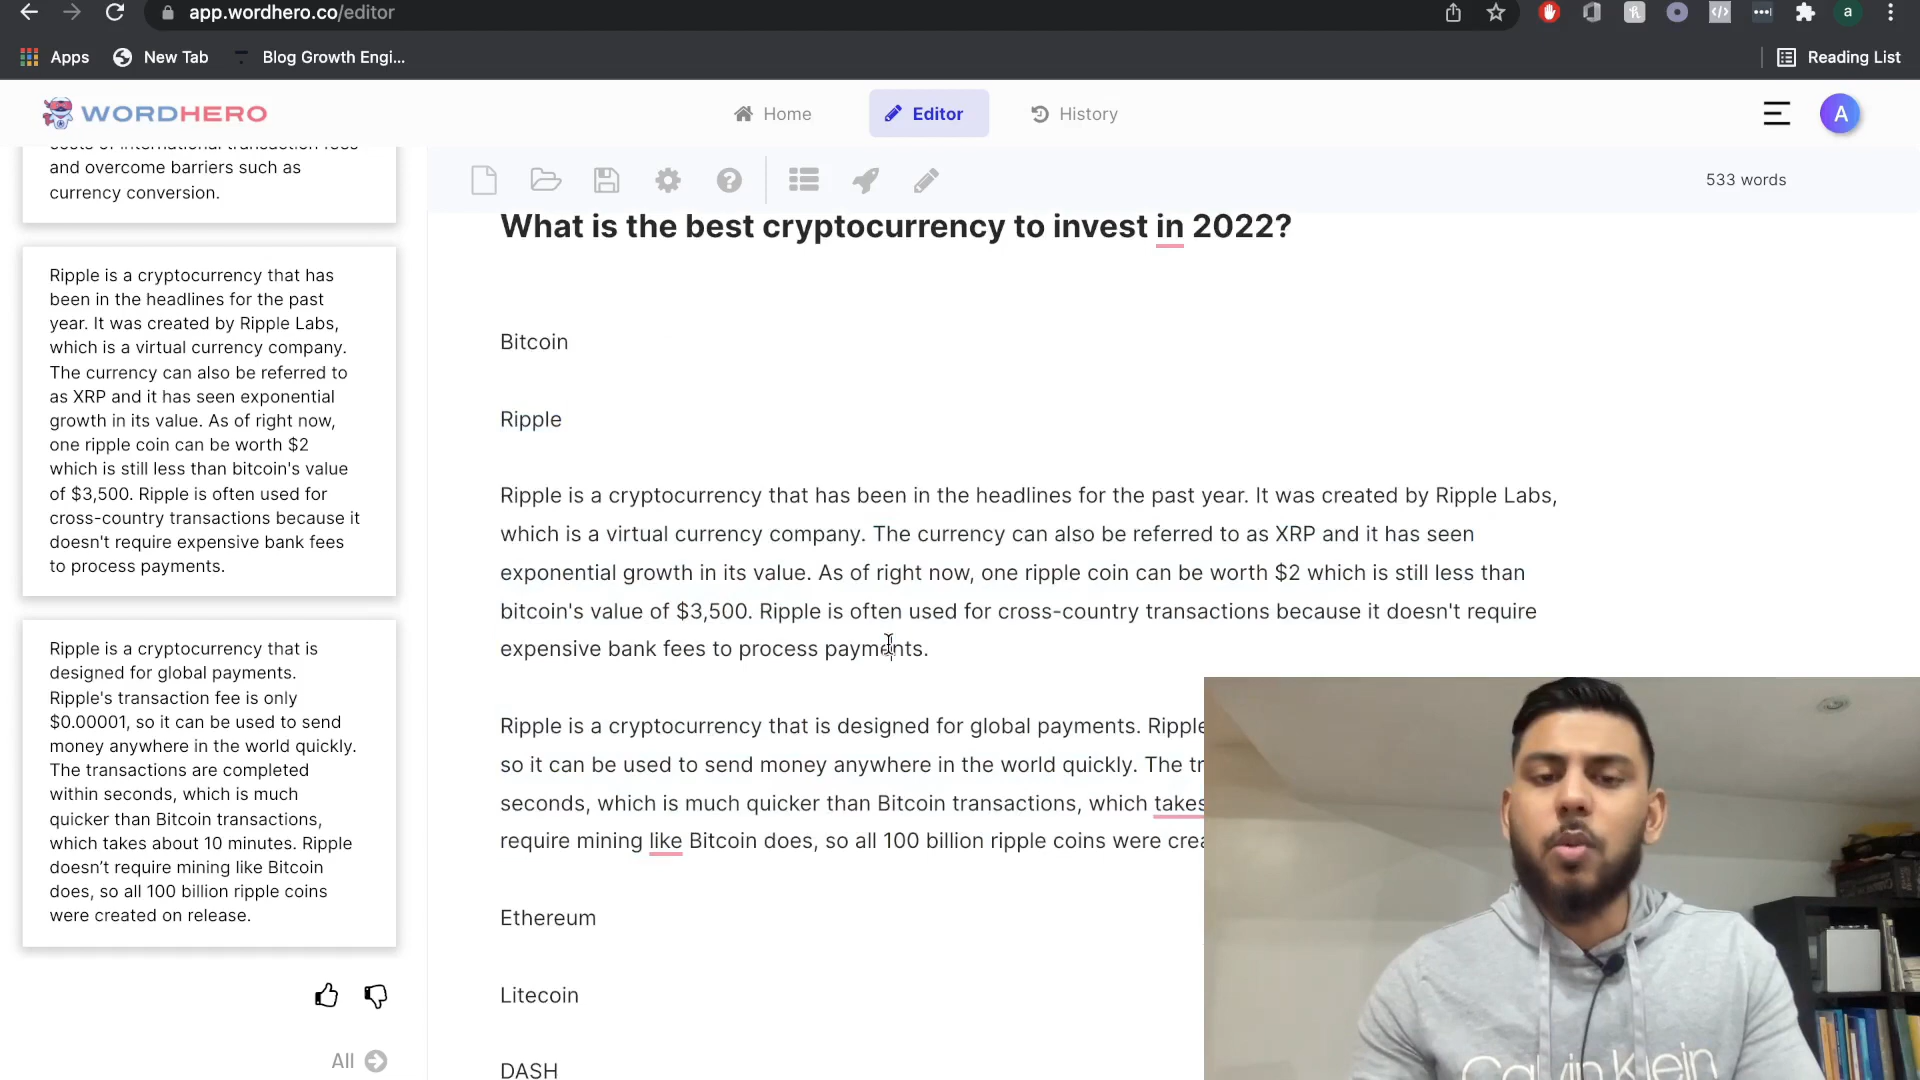 app.wordhero.co/editor
a
Apps
New Tab
Blog Growth Engi...
Reading List
WORDHERO
Home
Editor
History
A
costs of international transaction fees
and overcome barriers such as
currency conversion.
Ripple is a cryptocurrency that has
been in the headlines for the past
year. It was created by Ripple Labs,
which is a virtual currency company.
The currency can also be referred to
as XRP and it has seen exponential
growth in its value. As of right now,
one ripple coin can be worth $2
which is still less than bitcoin's value
of $3,500. Ripple is often used for
cross-country transactions because it
doesn't require expensive bank fees
to process payments.
Ripple is a cryptocurrency that is
designed for global payments.
Ripple's transaction fee is only
$0.00001, so it can be used to send
money anywhere in the world quickly.
The transactions are completed
within seconds, which is much
quicker than Bitcoin transactions,
which takes about 10 minutes. Ripple
doesn’t require mining like Bitcoin
does, so all 100 billion ripple coins
were created on release.
All
533 words
What is the best cryptocurrency to invest in 2022?
Bitcoin
Ripple
Ripple is a cryptocurrency that has been in the headlines for the past year. It was created by Ripple Labs,
which is a virtual currency company. The currency can also be referred to as XRP and it has seen
exponential growth in its value. As of right now, one ripple coin can be worth $2 which is still less than
bitcoin's value of $3,500. Ripple is often used for cross-country transactions because it doesn't require
expensive bank fees to process payments.
Ripple is a cryptocurrency that is designed for global payments. Ripple
so it can be used to send money anywhere in the world quickly. The tr
seconds, which is much quicker than Bitcoin transactions, which takes
require mining like Bitcoin does, so all 100 billion ripple coins were crea
Ethereum
Litecoin
DASH
Calvin Klein